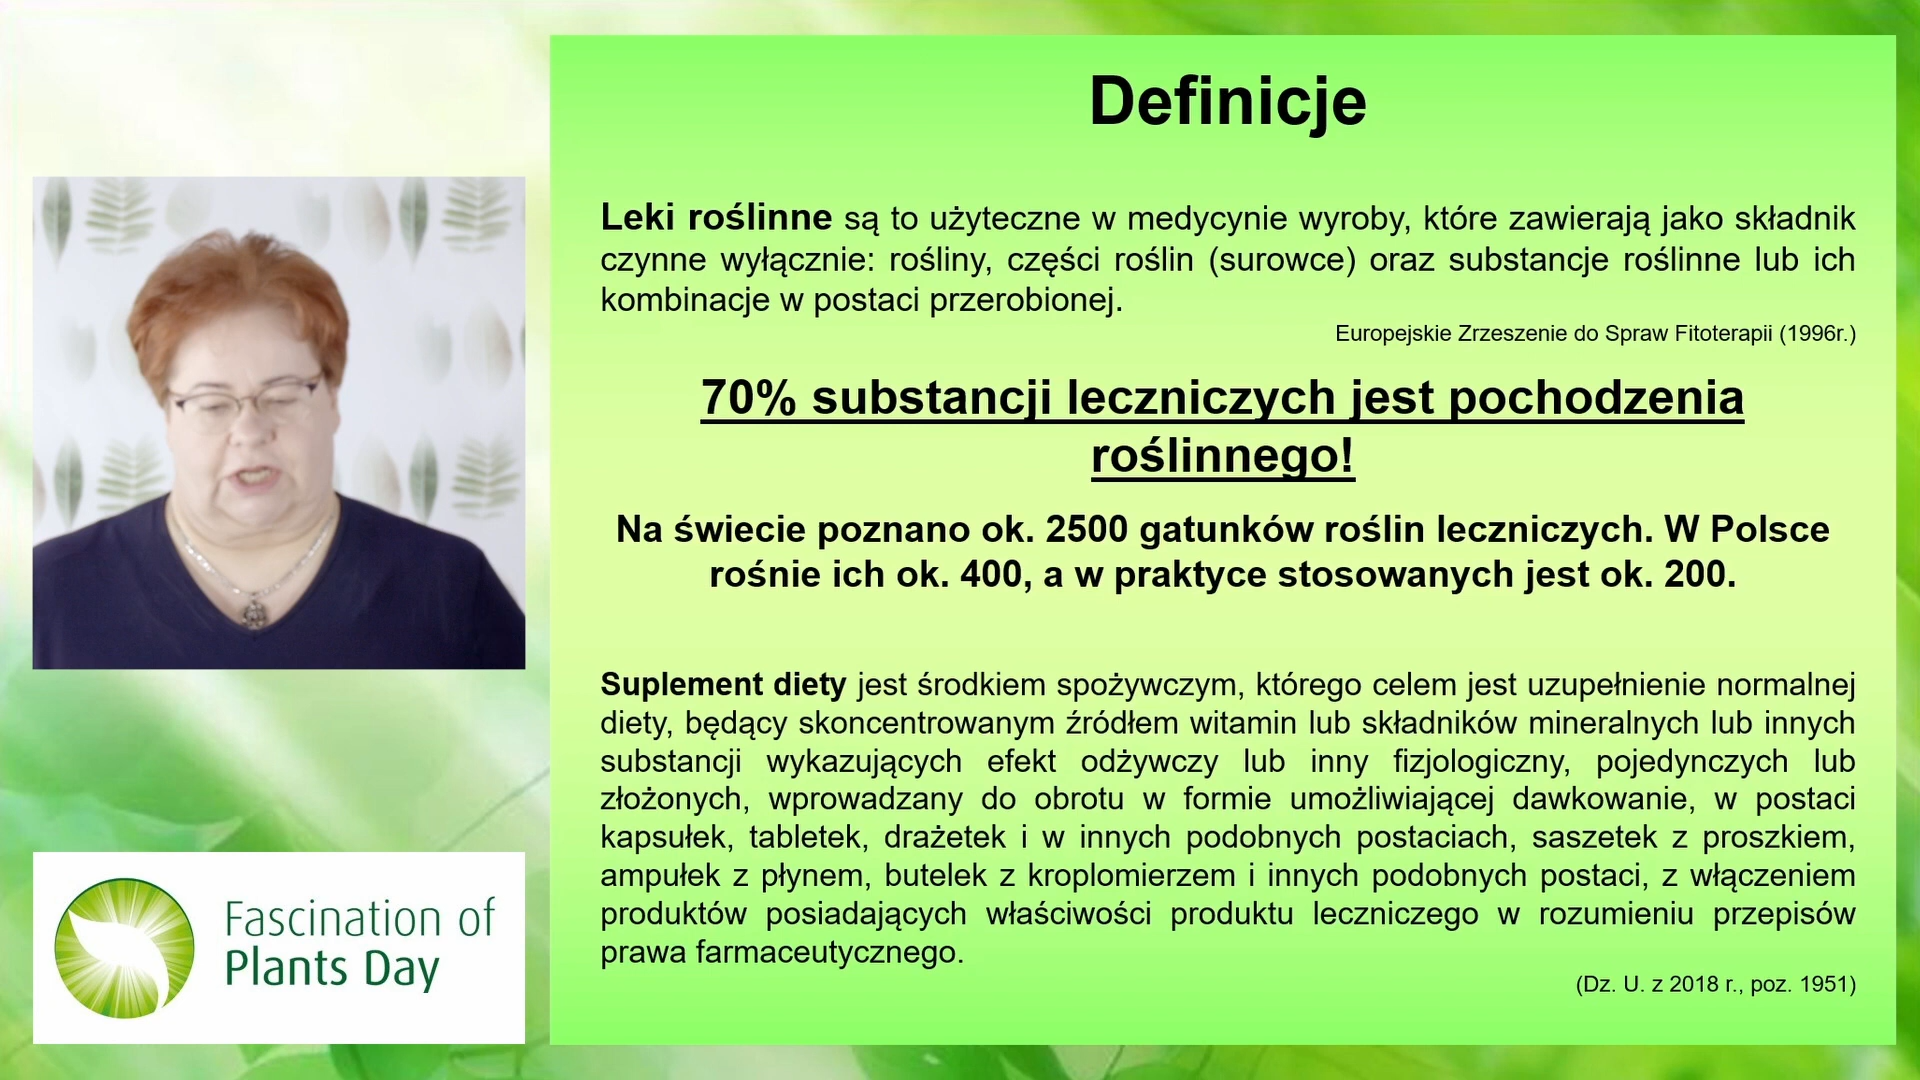 Definicje
Leki roślinne są to użyteczne w medycynie wyroby, które zawierają jako składnik
czynne wyłącznie: rośliny, części roślin (surowce) oraz substancje roślinne lub ich
kombinacje w postaci przerobionej.
Europejskie Zrzeszenie do Spraw Fitoterapii (1996r.)
70% substancji leczniczych jest pochodzenia
roślinnego!
Na świecie poznano ok. 2500 gatunków roślin leczniczych. W Polsce
rośnie ich ok. 400, a w praktyce stosowanych jest ok. 200.
Suplement diety jest środkiem spożywczym, którego celem jest uzupełnienie normalnej
diety, będący skoncentrowanym źródłem witamin lub składników mineralnych lub innych
substancji wykazujących efekt odżywczy lub inny fizjologiczny, pojedynczych lub
złożonych, wprowadzany do obrotu w formie umożliwiającej dawkowanie, w postaci
kapsułek, tabletek, drażetek i w innych podobnych postaciach, saszetek z proszkiem,
ampułek z płynem, butelek z kroplomierzem i innych podobnych postaci, z włączeniem
produktów posiadających właściwości produktu leczniczego w rozumieniu przepisów
prawa farmaceutycznego.
(Dz. U. z 2018 r., poz. 1951)
Fascination of
Plants Day